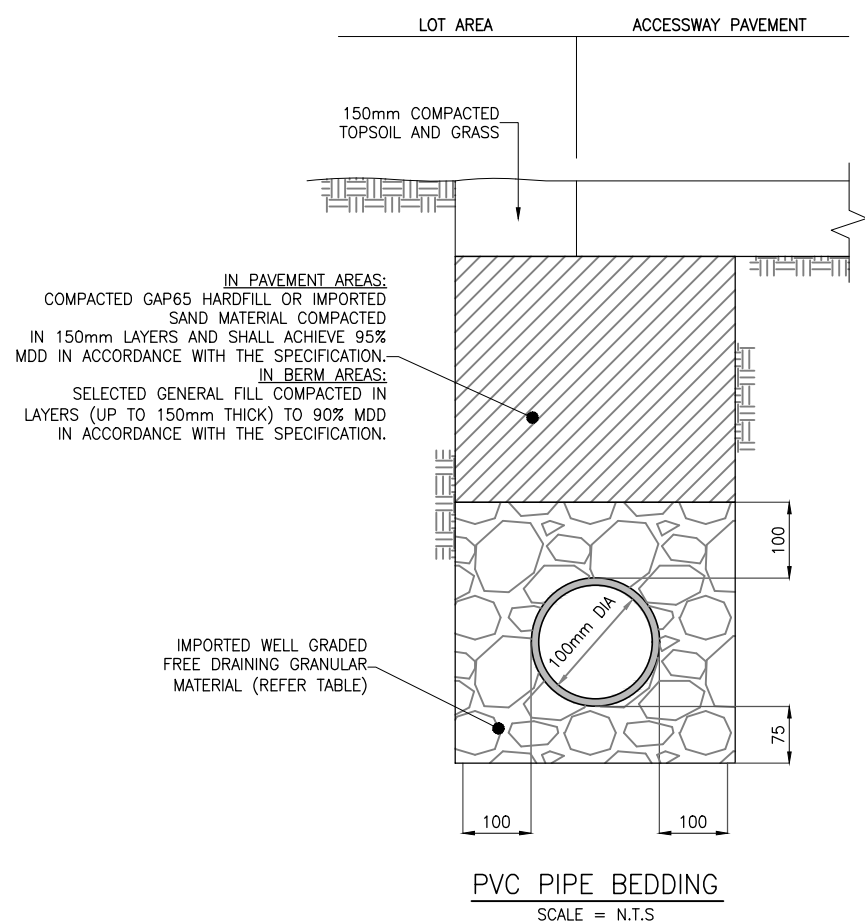 LOT AREA
ACCESSWAY PAVEMENT
150mm COMPACTED
TOPSOIL AND GRASS
IN PAVEMENT AREAS:
COMPACTED GAP65 HARDFILL OR IMPORTED
SAND MATERIAL COMPACTED
IN 150mm LAYERS AND SHALL ACHIEVE 95%
MDD IN ACCORDANCE WITH THE SPECIFICATION.
IN BERM AREAS:
SELECTED GENERAL FILL COMPACTED IN
LAYERS (UP TO 150mm THICK) TO 90% MDD
IN ACCORDANCE WITH THE SPECIFICATION.
100
100mm DIA
IMPORTED WELL GRADED
FREE DRAINING GRANULAR
MATERIAL (REFER TABLE)
75
100
100
PVC PIPE BEDDING
SCALE = N.T.S